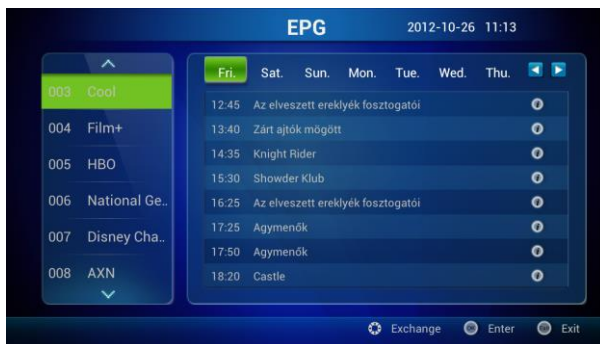 EPG 2012-10-26 11:13
Fri. Sat. Sun. Mon. Tue. Wed. Thu.
003 Cool
004 Film+
005 HBO
006 National Ge..
007 Disney Cha..
008 AXN
12:45 Az elveszett ereklyék fosztogatói
13:40 Zárt ajtók mögött
14:35 Knight Rider
15:30 Showder Klub
16:25 Az elveszett ereklyék fosztogatói
17:25 Agymenők
17:50 Agymenők
18:20 Castle
Exchange Enter Exit